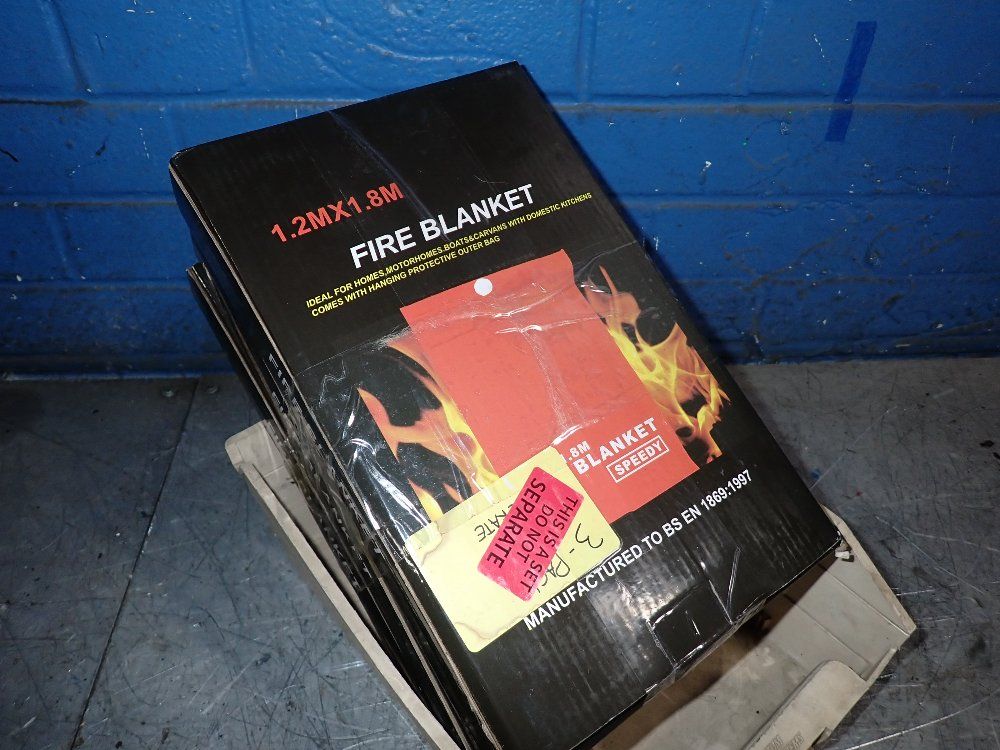 1.2MX1.8M
FIRE BLANKET
IDEAL FOR HOMES,MOTORHOMES,BOATS&CARVANS WITH DOMESTIC KITCHENS
COMES WITH HANGING PROTECTIVE OUTER BAG
.8M
BLANKET
SPEEDY
THIS IS A SET
DO NOT
SEPARATE
3-
MANUFACTURED TO BS EN 1869:1997